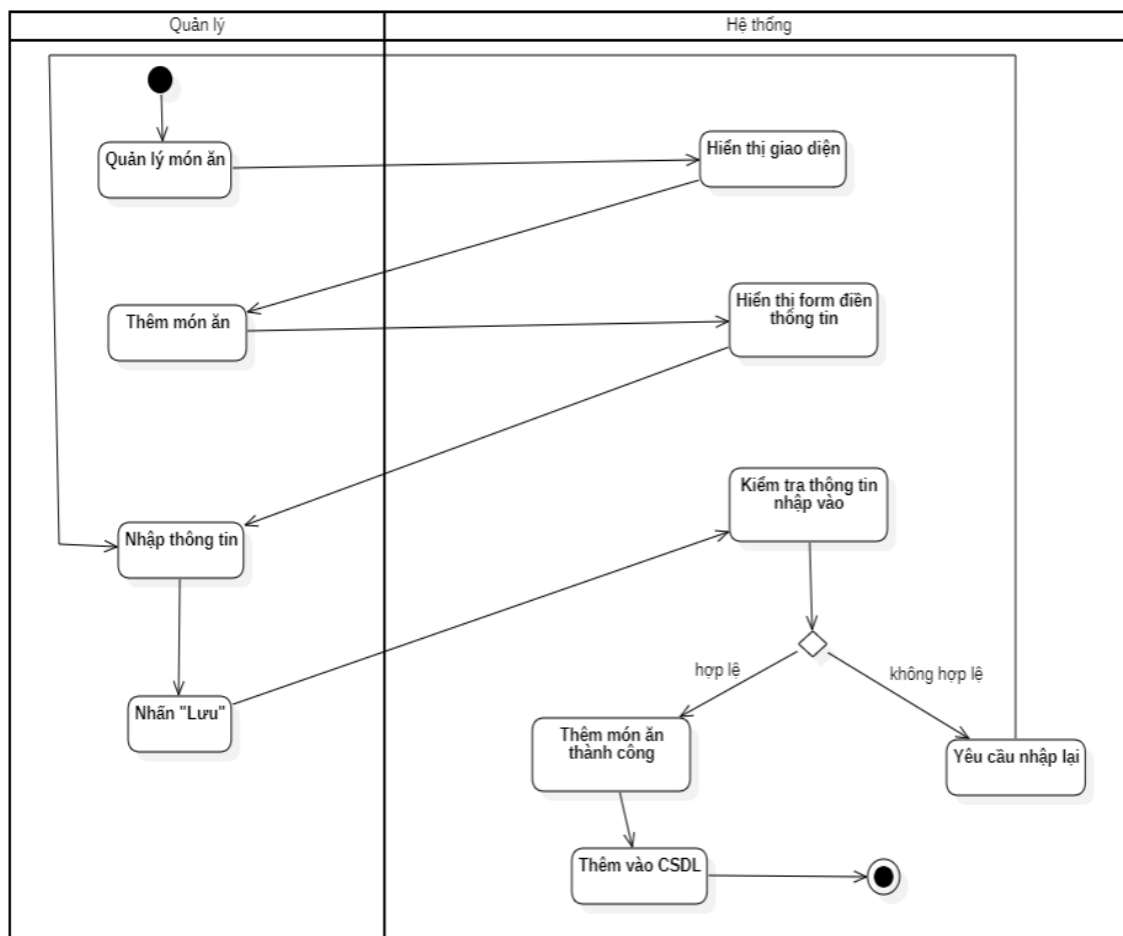 Quản lý
Hệ thống
Quản lý món ăn
Hiển thị giao diện
Thêm món ăn
Hiển thị form điền
thông tin
Nhập thông tin
Kiểm tra thông tin
nhập vào
Nhấn "Lưu"
hợp lệ
không hợp lệ
Thêm món ăn
thành công
Yêu cầu nhập lại
Thêm vào CSDL